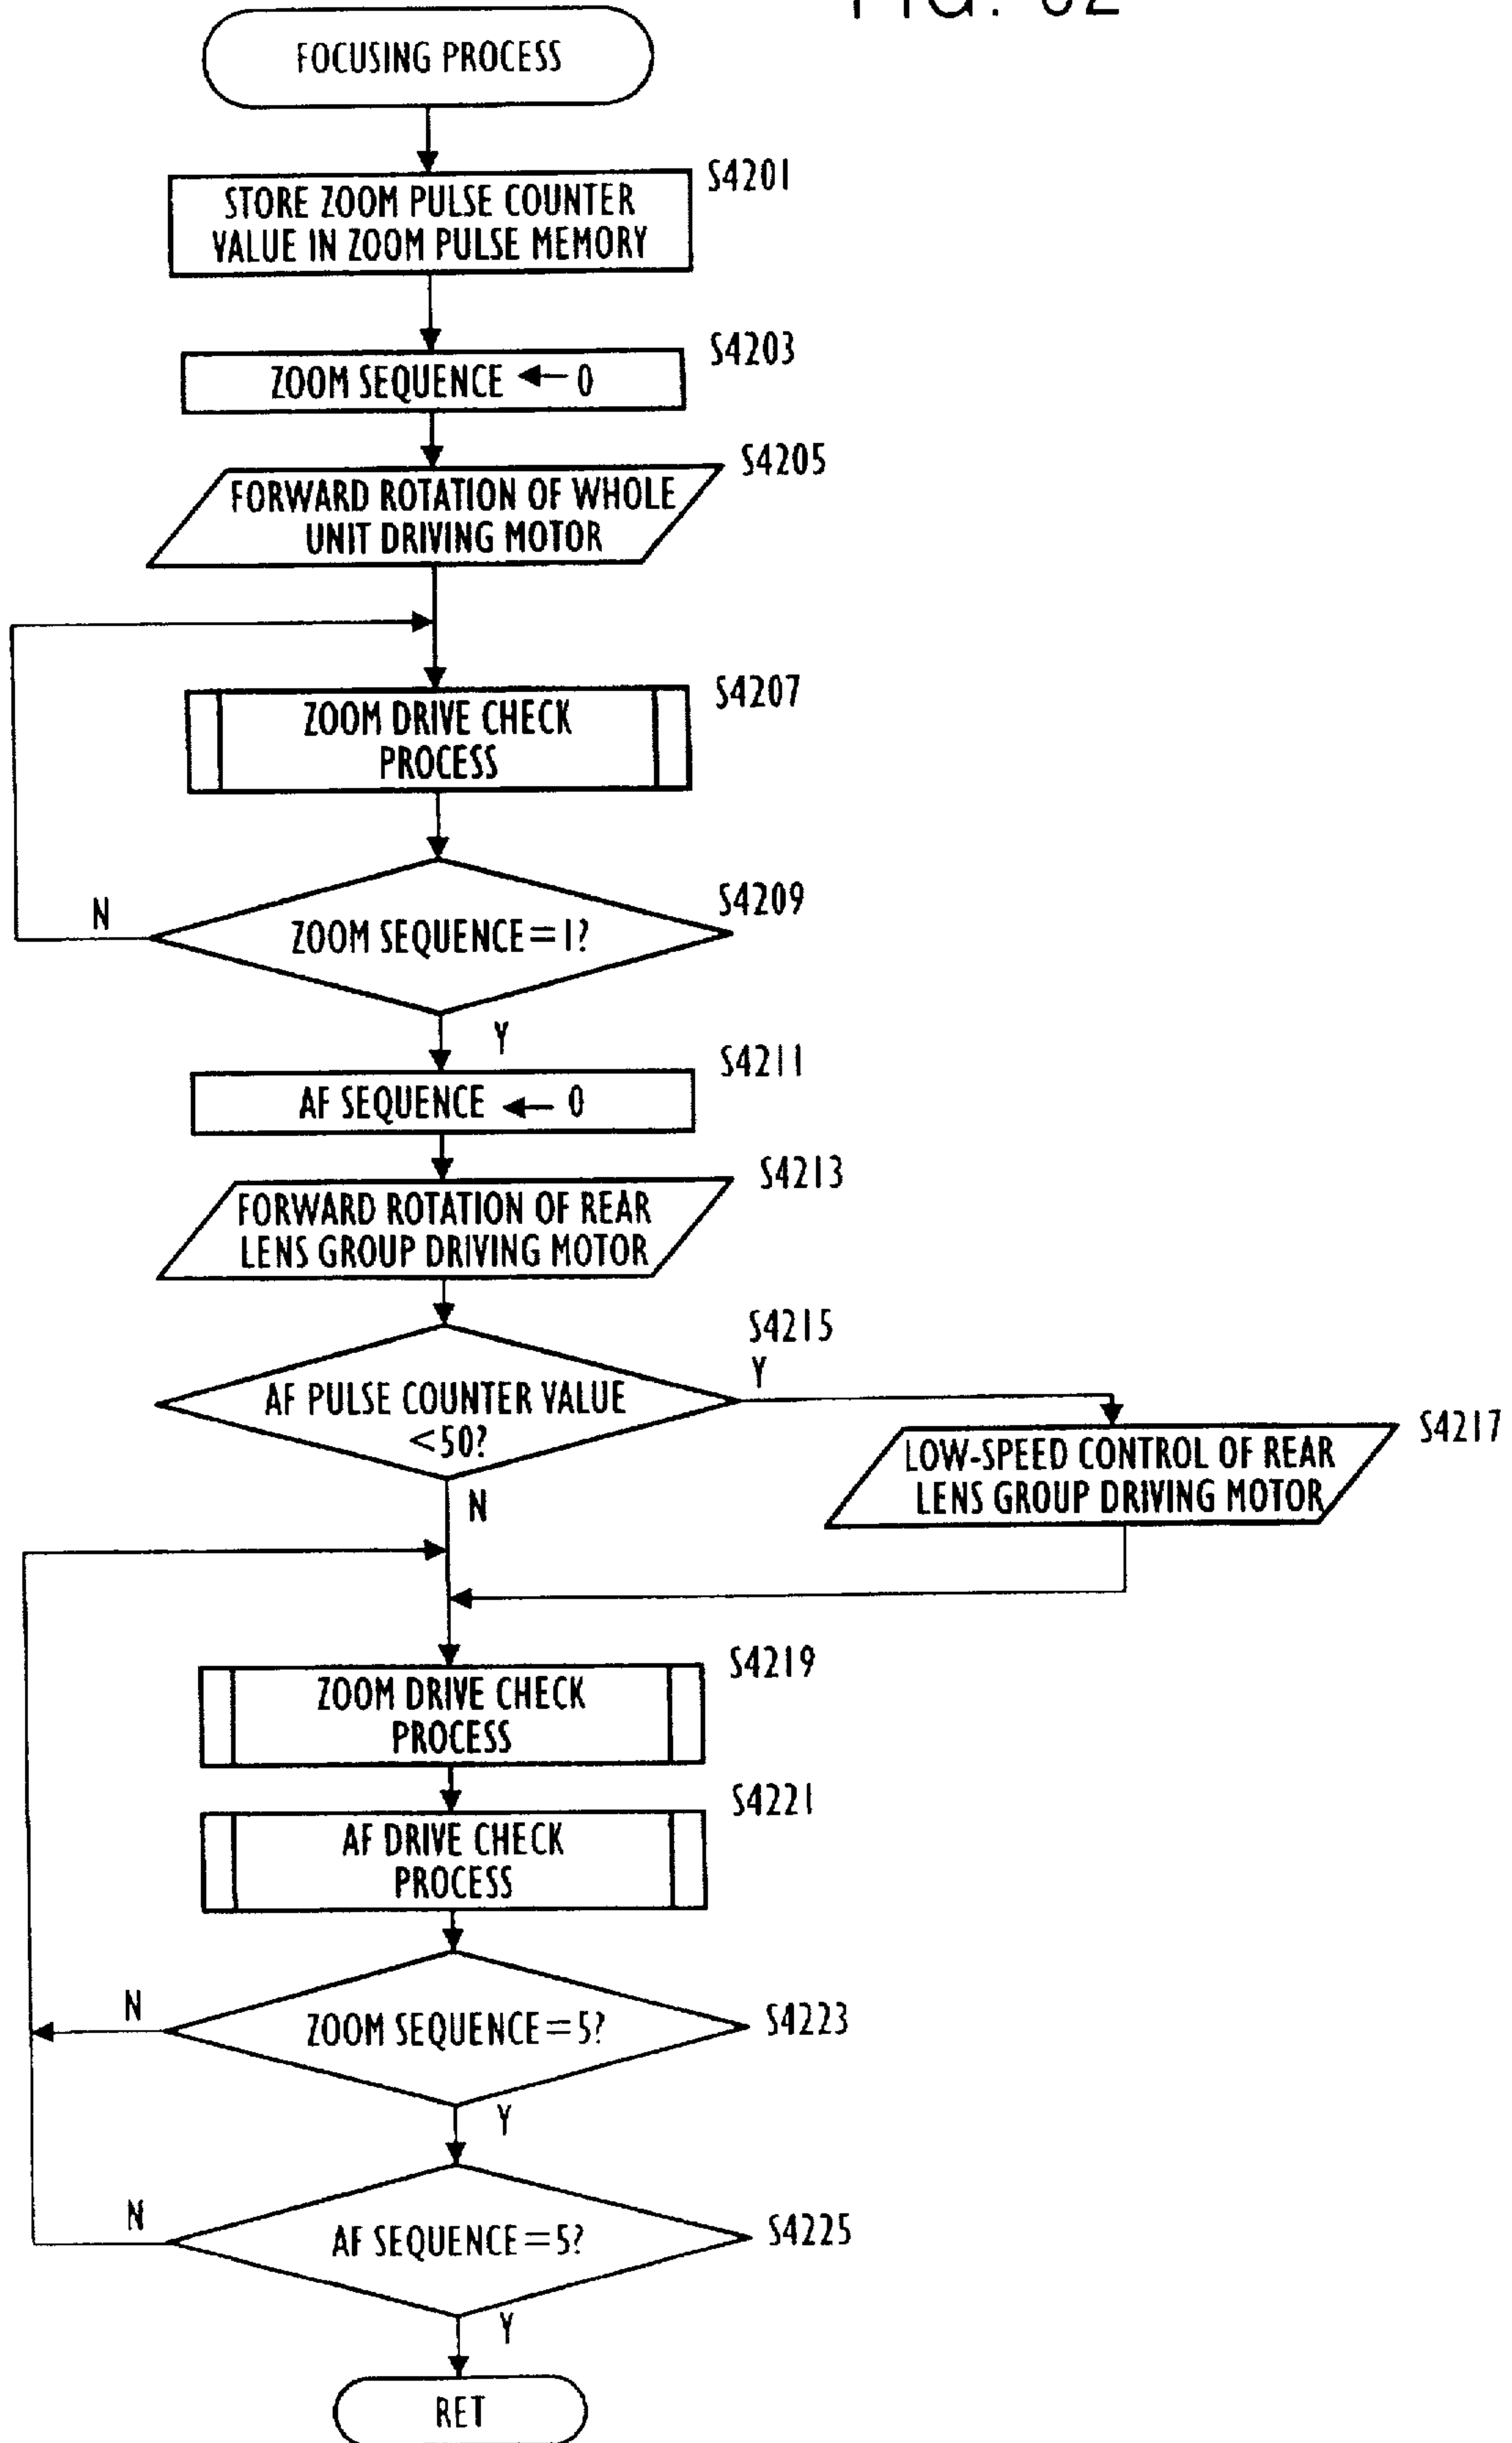 FOCUSING PROCESS
S4201
STORE ZOOM PULSE COUNTER
VALUE IN ZOOM PULSE MEMORY
S4203
ZOOM SEQUENCE ← 0
S4205
FORWARD ROTATION OF WHOLE
UNIT DRIVING MOTOR
S4207
ZOOM DRIVE CHECK
PROCESS
S4209
N
ZOOM SEQUENCE=1?
Y
S4211
AF SEQUENCE ← 0
S4213
FORWARD ROTATION OF REAR
LENS GROUP DRIVING MOTOR
S4215
Y
AF PULSE COUNTER VALUE
<50?
S4217
LOW-SPEED CONTROL OF REAR
LENS GROUP DRIVING MOTOR
N
S4219
ZOOM DRIVE CHECK
PROCESS
S4221
AF DRIVE CHECK
PROCESS
N
ZOOM SEQUENCE=5?
S4223
Y
N
AF SEQUENCE=5?
S4225
Y
RET